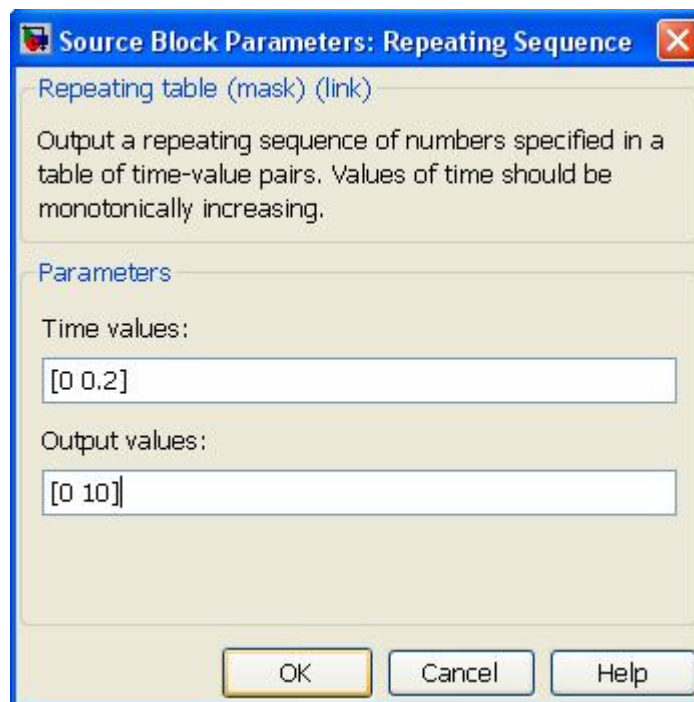 Source Block Parameters: Repeating Sequence
Repeating table (mask) (link)
Output a repeating sequence of numbers specified in a
table of time-value pairs. Values of time should be
monotonically increasing.
Parameters
Time values:
[0 0.2]
Output values:
[0 10]
OK Cancel Help